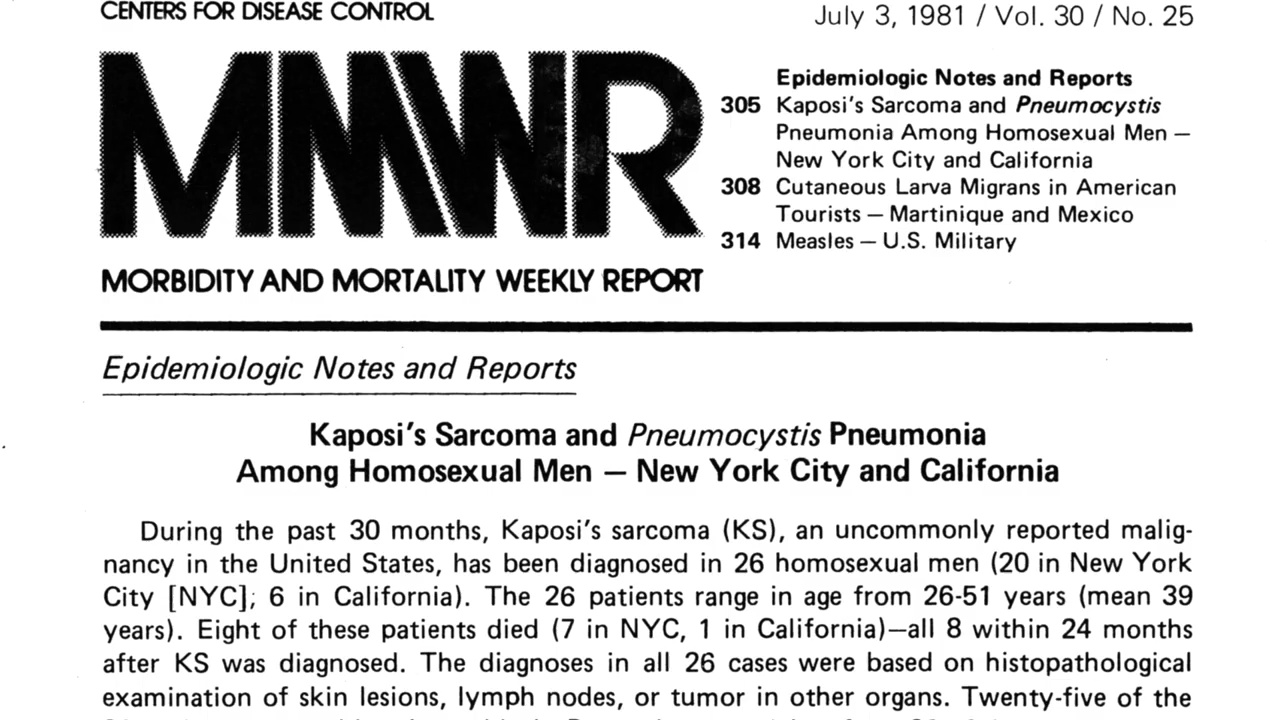 CENTERS FOR DISEASE CONTROL
July 3, 1981 / Vol. 30 / No. 25
MMWR
MORBIDITY AND MORTALITY WEEKLY REPORT
Epidemiologic Notes and Reports
305 Kaposi's Sarcoma and Pneumocystis
Pneumonia Among Homosexual Men —
New York City and California
308 Cutaneous Larva Migrans in American
Tourists — Martinique and Mexico
314 Measles — U.S. Military
Epidemiologic Notes and Reports
Kaposi's Sarcoma and Pneumocystis Pneumonia
Among Homosexual Men — New York City and California
During the past 30 months, Kaposi's sarcoma (KS), an uncommonly reported malig-
nancy in the United States, has been diagnosed in 26 homosexual men (20 in New York
City [NYC]; 6 in California). The 26 patients range in age from 26-51 years (mean 39
years). Eight of these patients died (7 in NYC, 1 in California)—all 8 within 24 months
after KS was diagnosed. The diagnoses in all 26 cases were based on histopathological
examination of skin lesions, lymph nodes, or tumor in other organs. Twenty-five of the